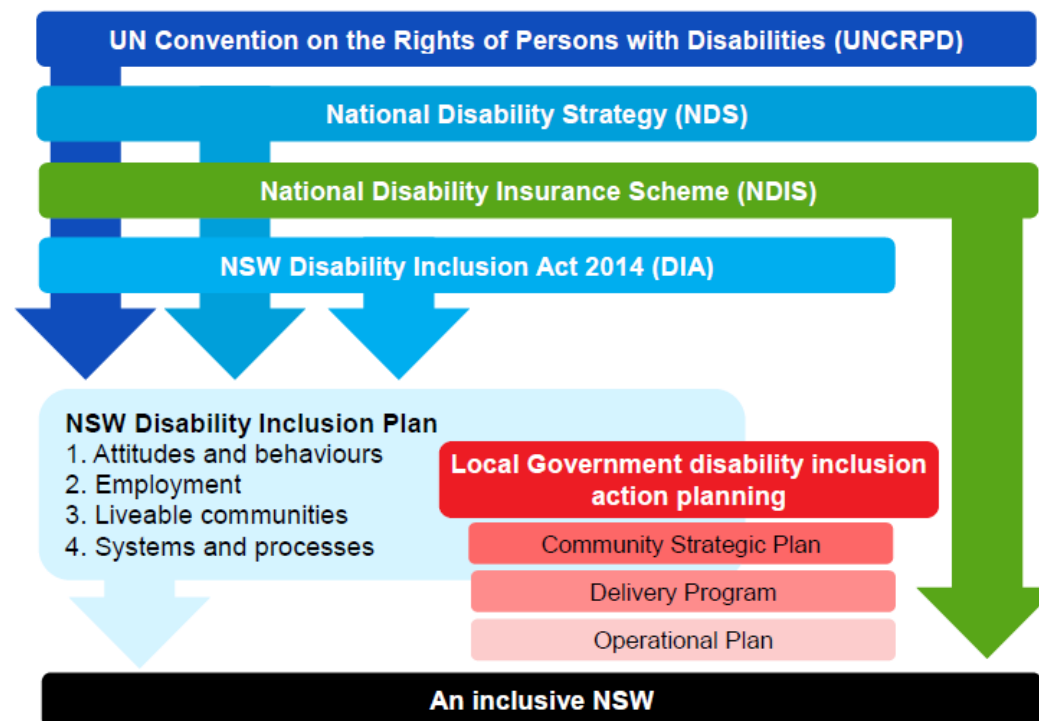 UN Convention on the Rights of Persons with Disabilities (UNCRPD)
National Disability Strategy (NDS)
National Disability Insurance Scheme (NDIS)
NSW Disability Inclusion Act 2014 (DIA)
NSW Disability Inclusion Plan
1. Attitudes and behaviours
2. Employment
3. Liveable communities
4. Systems and processes
Local Government disability inclusion
action planning
Community Strategic Plan
Delivery Program
Operational Plan
An inclusive NSW